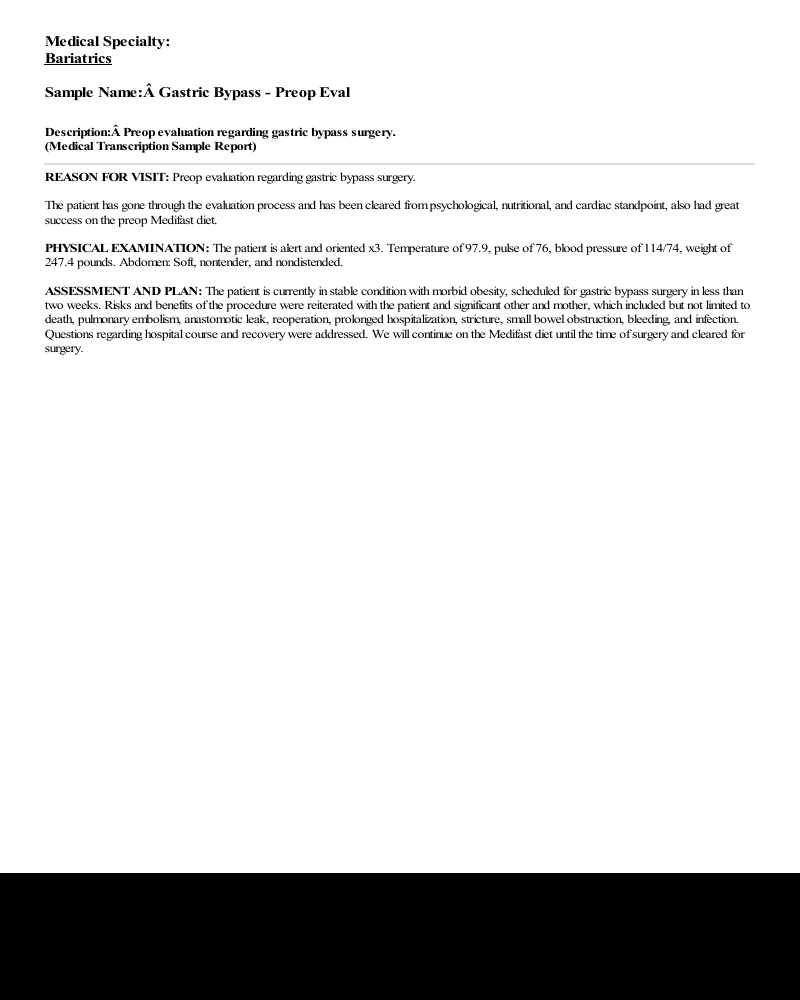 Medical Specialty:
Bariatrics
Sample Name:Â Gastric Bypass - Preop Eval
Description:Â Preop evaluation regarding gastric bypass surgery.
(Medical Transcription Sample Report)
REASON FOR VISIT: Preop evaluation regarding gastric bypass surgery.
The patient has gone through the evaluation process and has been cleared from psychological, nutritional, and cardiac standpoint, also had great
success on the preop Medifast diet.
PHYSICAL EXAMINATION: The patient is alert and oriented x3. Temperature of 97.9, pulse of 76, blood pressure of 114/74, weight of
247.4 pounds. Abdomen: Soft, nontender, and nondistended.
ASSESSMENT AND PLAN: The patient is currently in stable condition with morbid obesity, scheduled for gastric bypass surgery in less than
two weeks. Risks and benefits of the procedure were reiterated with the patient and significant other and mother, which included but not limited to
death, pulmonary embolism, anastomotic leak, reoperation, prolonged hospitalization, stricture, small bowel obstruction, bleeding, and infection.
Questions regarding hospital course and recovery were addressed. We will continue on the Medifast diet until the time of surgery and cleared for
surgery.